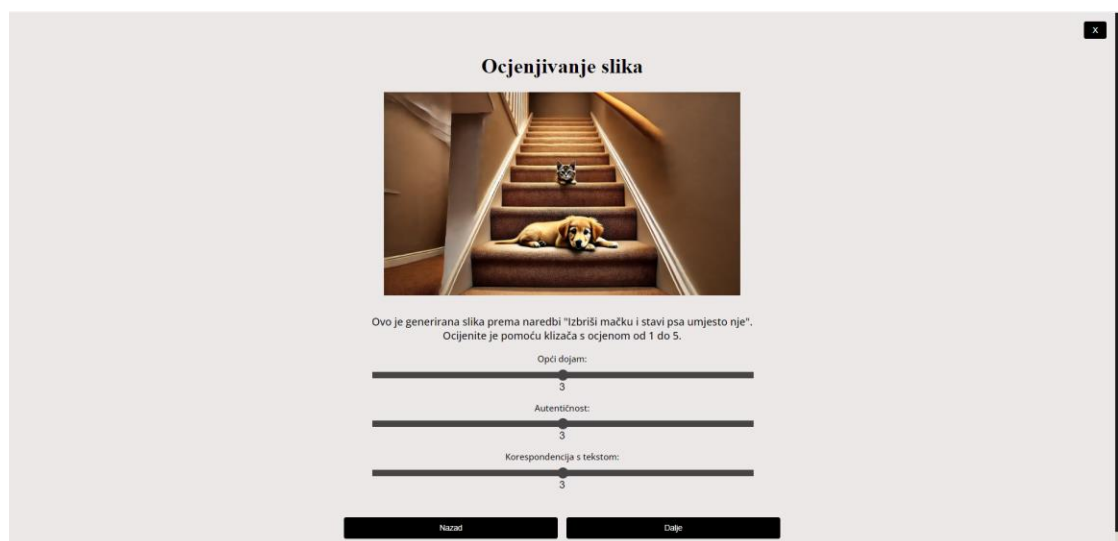 X
Ocjenjivanje slika
Ovo je generirana slika prema naredbi "Izbriši mačku i stavi psa umjesto nje".
Ocijenite je pomoću klizača s ocjenom od 1 do 5.
Opći dojam:
3
Autentičnost:
3
Korespondencija s tekstom:
3
Nazad
Dalje